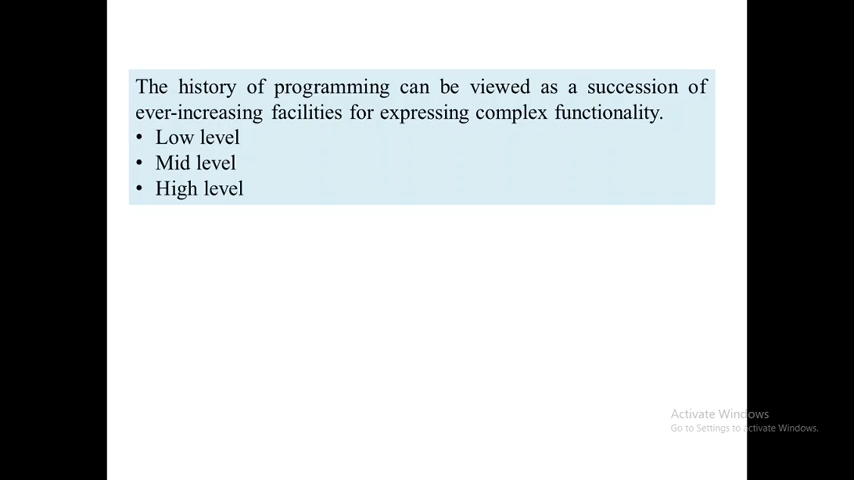 The history of programming can be viewed as a succession of
ever-increasing facilities for expressing complex functionality.
• Low level
• Mid level
• High level
Activate Windows
Go to Settings to activate Windows.